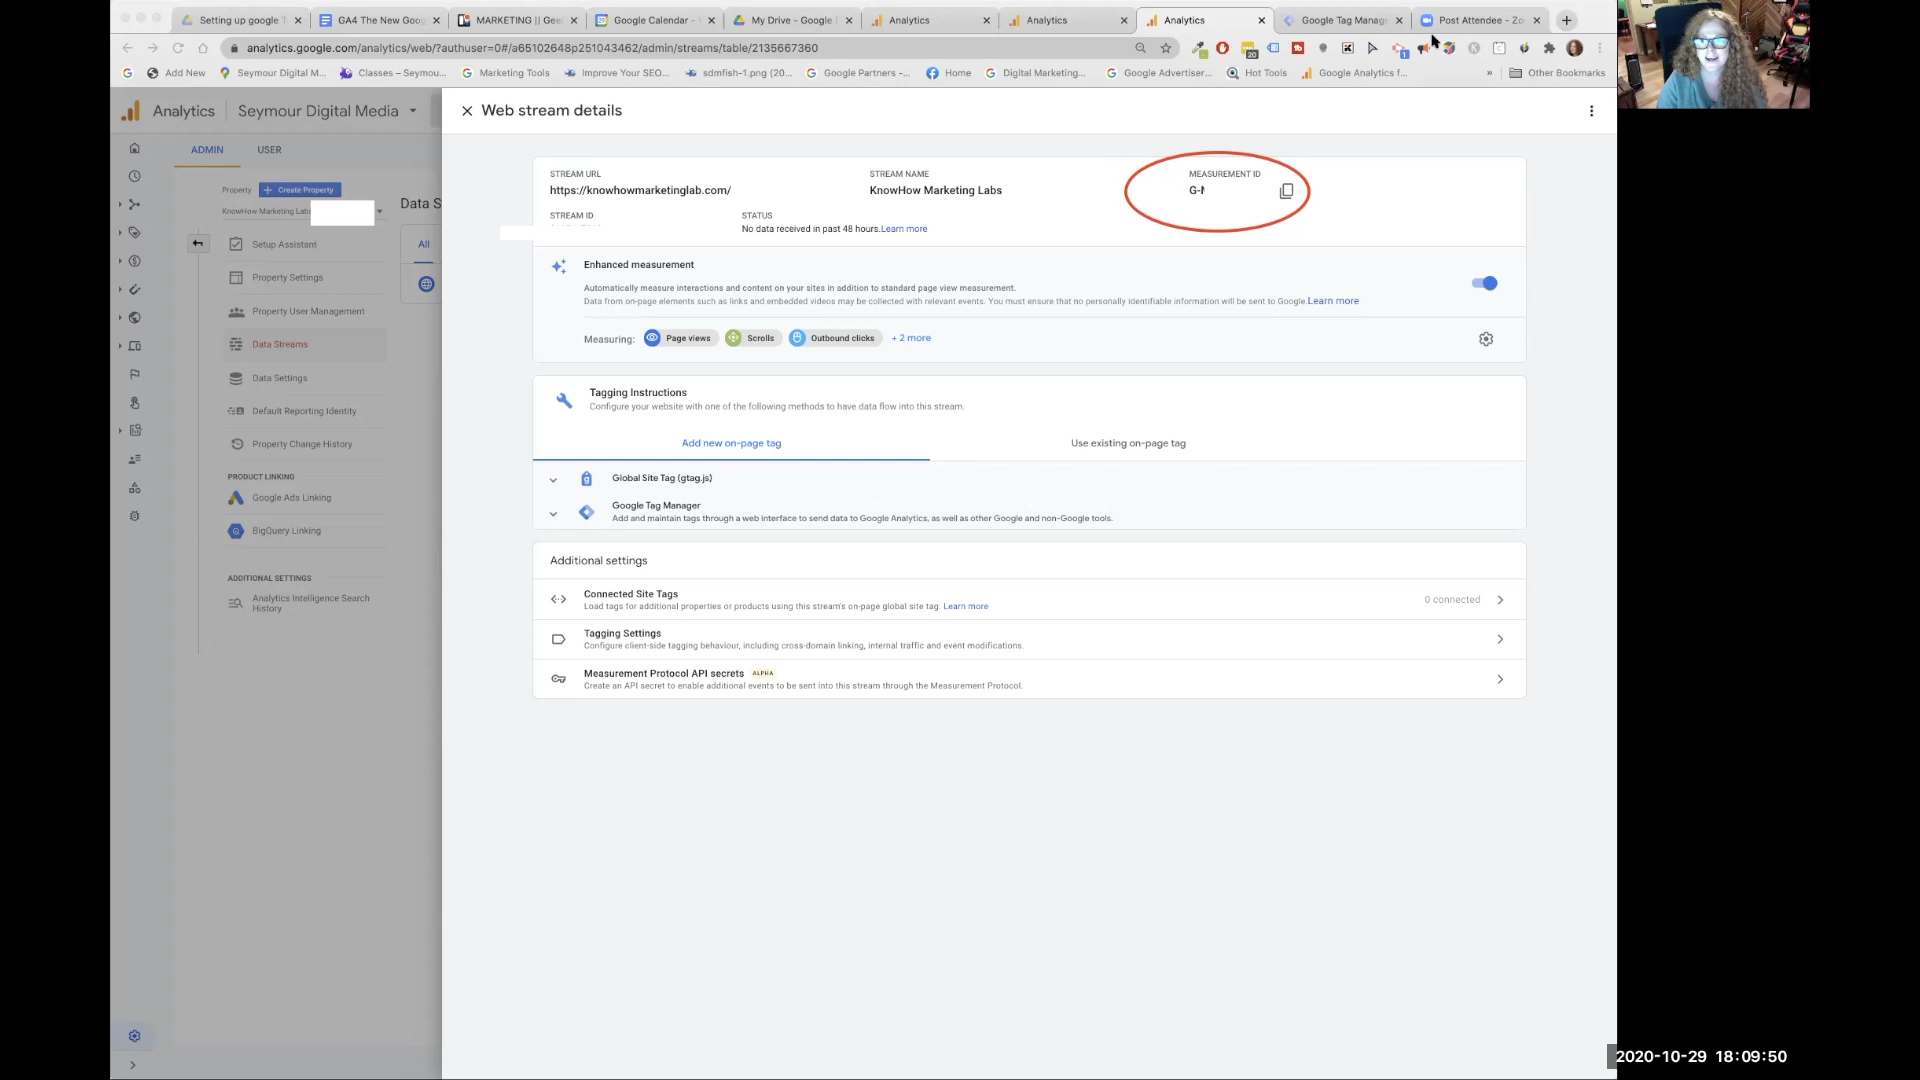 Setting up google T
GA4 The New Goog
MARKETING || Gee
Google Calendar -
My Drive - Google
Analytics
Analytics
Analytics
Google Tag Manage
Post Attendee - Zo
analytics.google.com/analytics/web/?authuser=0#/a65102648p251043462/admin/streams/table/2135667360
20
1
Add New
Seymour Digital M...
Classes – Seymou...
Marketing Tools
Improve Your SEO...
sdmfish-1.png (20...
Google Partners -...
Home
Digital Marketing...
Google Advertiser...
Hot Tools
Google Analytics f...
»
Other Bookmarks
Analytics
Seymour Digital Media
Web stream details
ADMIN
USER
Property
+ Create Property
KnowHow Marketing Labs
Data S
Setup Assistant
Property Settings
Property User Management
Data Streams
Data Settings
Default Reporting Identity
Property Change History
PRODUCT LINKING
Google Ads Linking
BigQuery Linking
ADDITIONAL SETTINGS
Analytics Intelligence Search
History
All
STREAM URL
https://knowhowmarketinglab.com/
STREAM NAME
KnowHow Marketing Labs
MEASUREMENT ID
G-
STREAM ID
STATUS
No data received in past 48 hours.Learn more
Enhanced measurement
Automatically measure interactions and content on your sites in addition to standard page view measurement.
Data from on-page elements such as links and embedded videos may be collected with relevant events. You must ensure that no personally identifiable information will be sent to Google.Learn more
Measuring:
Page views
Scrolls
Outbound clicks
+ 2 more
Tagging Instructions
Configure your website with one of the following methods to have data flow into this stream.
Add new on-page tag
Use existing on-page tag
Global Site Tag (gtag.js)
Google Tag Manager
Add and maintain tags through a web interface to send data to Google Analytics, as well as other Google and non-Google tools.
Additional settings
Connected Site Tags
Load tags for additional properties or products using this stream's on-page global site tag. Learn more
0 connected
Tagging Settings
Configure client-side tagging behaviour, including cross-domain linking, internal traffic and event modifications.
Measurement Protocol API secrets ALPHA
Create an API secret to enable additional events to be sent into this stream through the Measurement Protocol.
2020-10-29 18:09:50